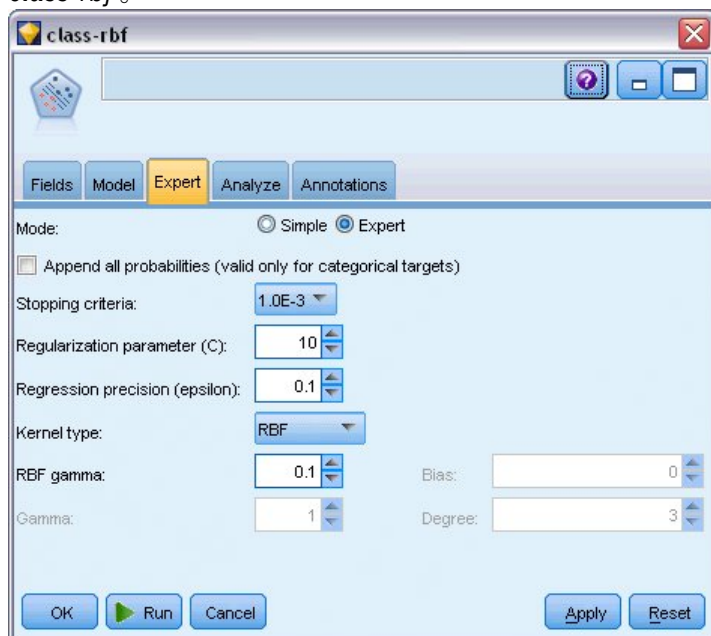 class-rbf 。
class-rbf
Fields Model Expert Analyze Annotations
Mode: Simple Expert
Append all probabilities (valid only for categorical targets)
Stopping criteria: 1.0E-3
Regularization parameter (C): 10
Regression precision (epsilon): 0.1
Kernel type: RBF
RBF gamma: 0.1 Bias: 0
Gamma: 1 Degree: 3
OK Run Cancel Apply Reset